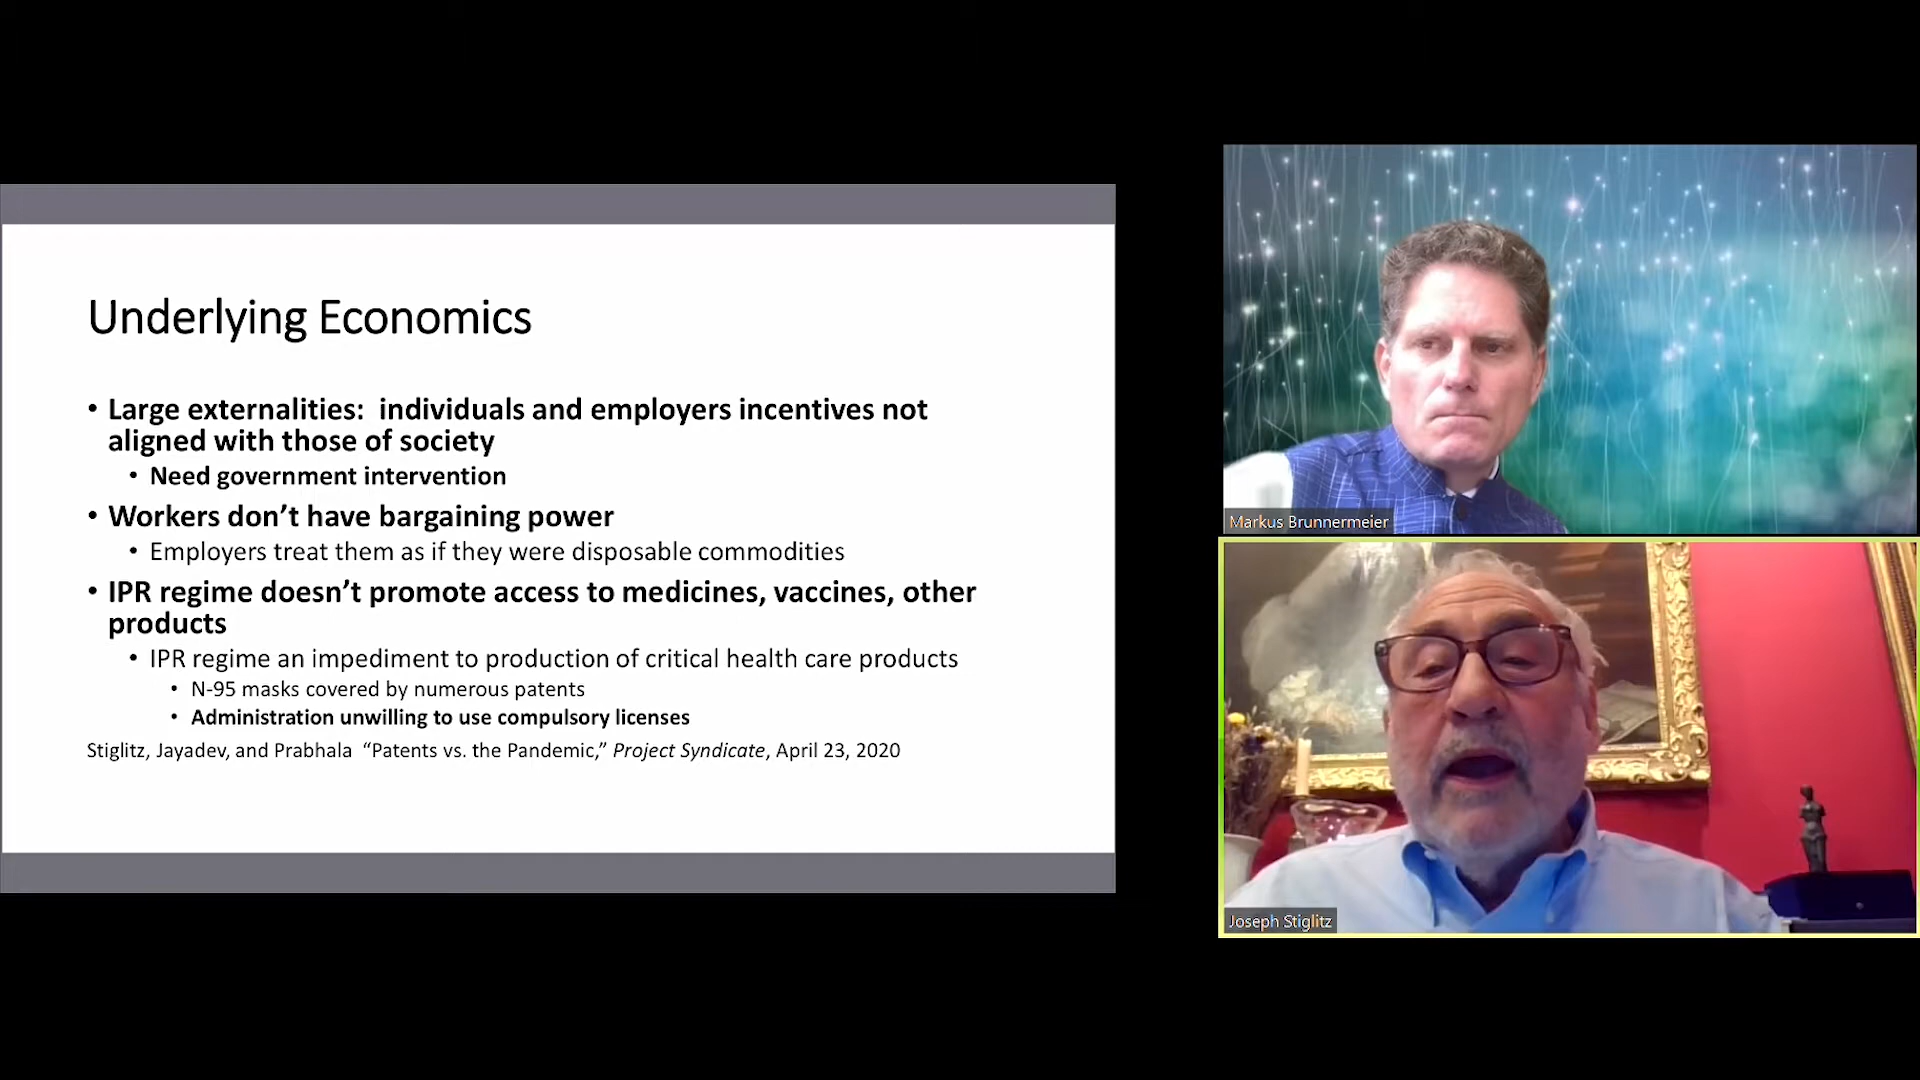 Underlying Economics
• Large externalities:  individuals and employers incentives not
aligned with those of society
• Need government intervention
• Workers don’t have bargaining power
• Employers treat them as if they were disposable commodities
• IPR regime doesn’t promote access to medicines, vaccines, other
products
• IPR regime an impediment to production of critical health care products
• N-95 masks covered by numerous patents
• Administration unwilling to use compulsory licenses
Stiglitz, Jayadev, and Prabhala  “Patents vs. the Pandemic,” Project Syndicate, April 23, 2020
Markus Brunnermeier
Joseph Stiglitz